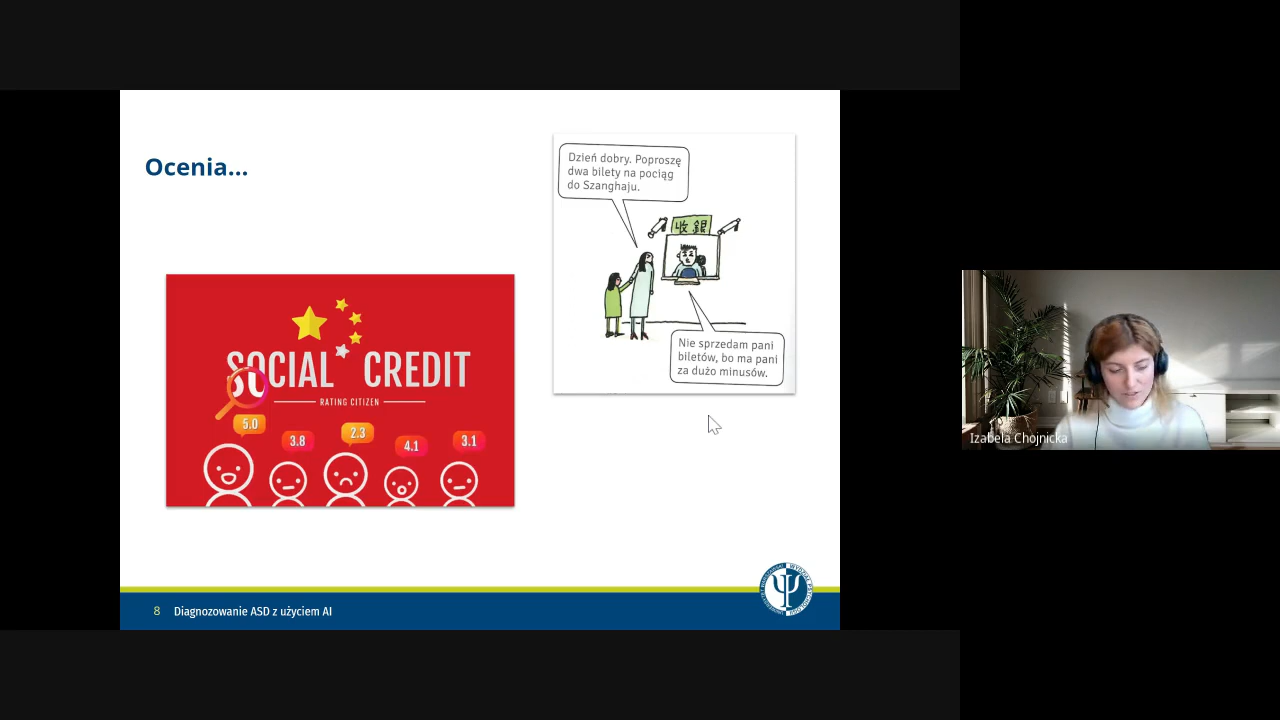 Ocenia...
Dzień dobry. Poproszę
dwa bilety na pociąg
do Szanghaju.
收銀
Nie sprzedam pani
biletów, bo ma pani
za dużo minusów.
SOCIAL CREDIT
RATING CITIZEN
5.0
3.8
2.3
4.1
3.1
8 Diagnozowanie ASD z użyciem AI
Izabela Chojnicka